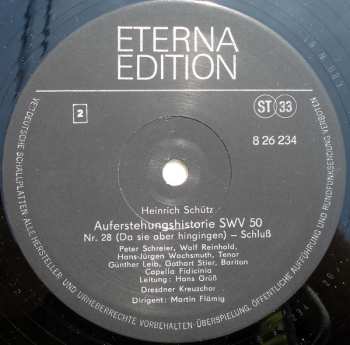 ETERNA
EDITION
2
ST 33
8 26 234
Heinrich Schütz
Auferstehungshistorie SWV 50
Nr. 28 (Da sie aber hingingen) – Schluß
Peter Schreier, Wolf Reinhold,
Hans-Jürgen Wachsmuth, Tenor
Günther Leib, Gothart Stier, Bariton
Capella Fidicinia
Leitung: Hans Grüß
Dresdner Kreuzchor
Dirigent: Martin Flämig
VEB DEUTSCHE SCHALLPLATTEN ALLE HERSTELLER- UND URHEBERRECHTE VORBEHALTEN · ÜBERSPIELUNG, ÖFFENTLICHE AUFFÜHRUNG UND RUNDFUNKSENDUNG VERBOTEN